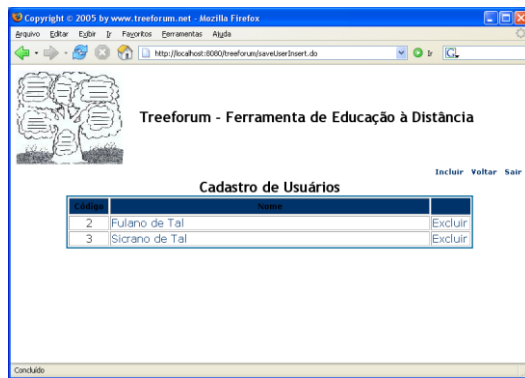 Copyright © 2005 by www.treeforum.net - Mozilla Firefox
Arquivo Editar Exibir Ir Favoritos Ferramentas Ajuda
http://localhost:8080/treeforum/saveUserInsert.do Ir G
Treeforum - Ferramenta de Educação à Distância
Incluir Voltar Sair
Cadastro de Usuários
Código Nome
2 Fulano de Tal Excluir
3 Sicrano de Tal Excluir
Concluído